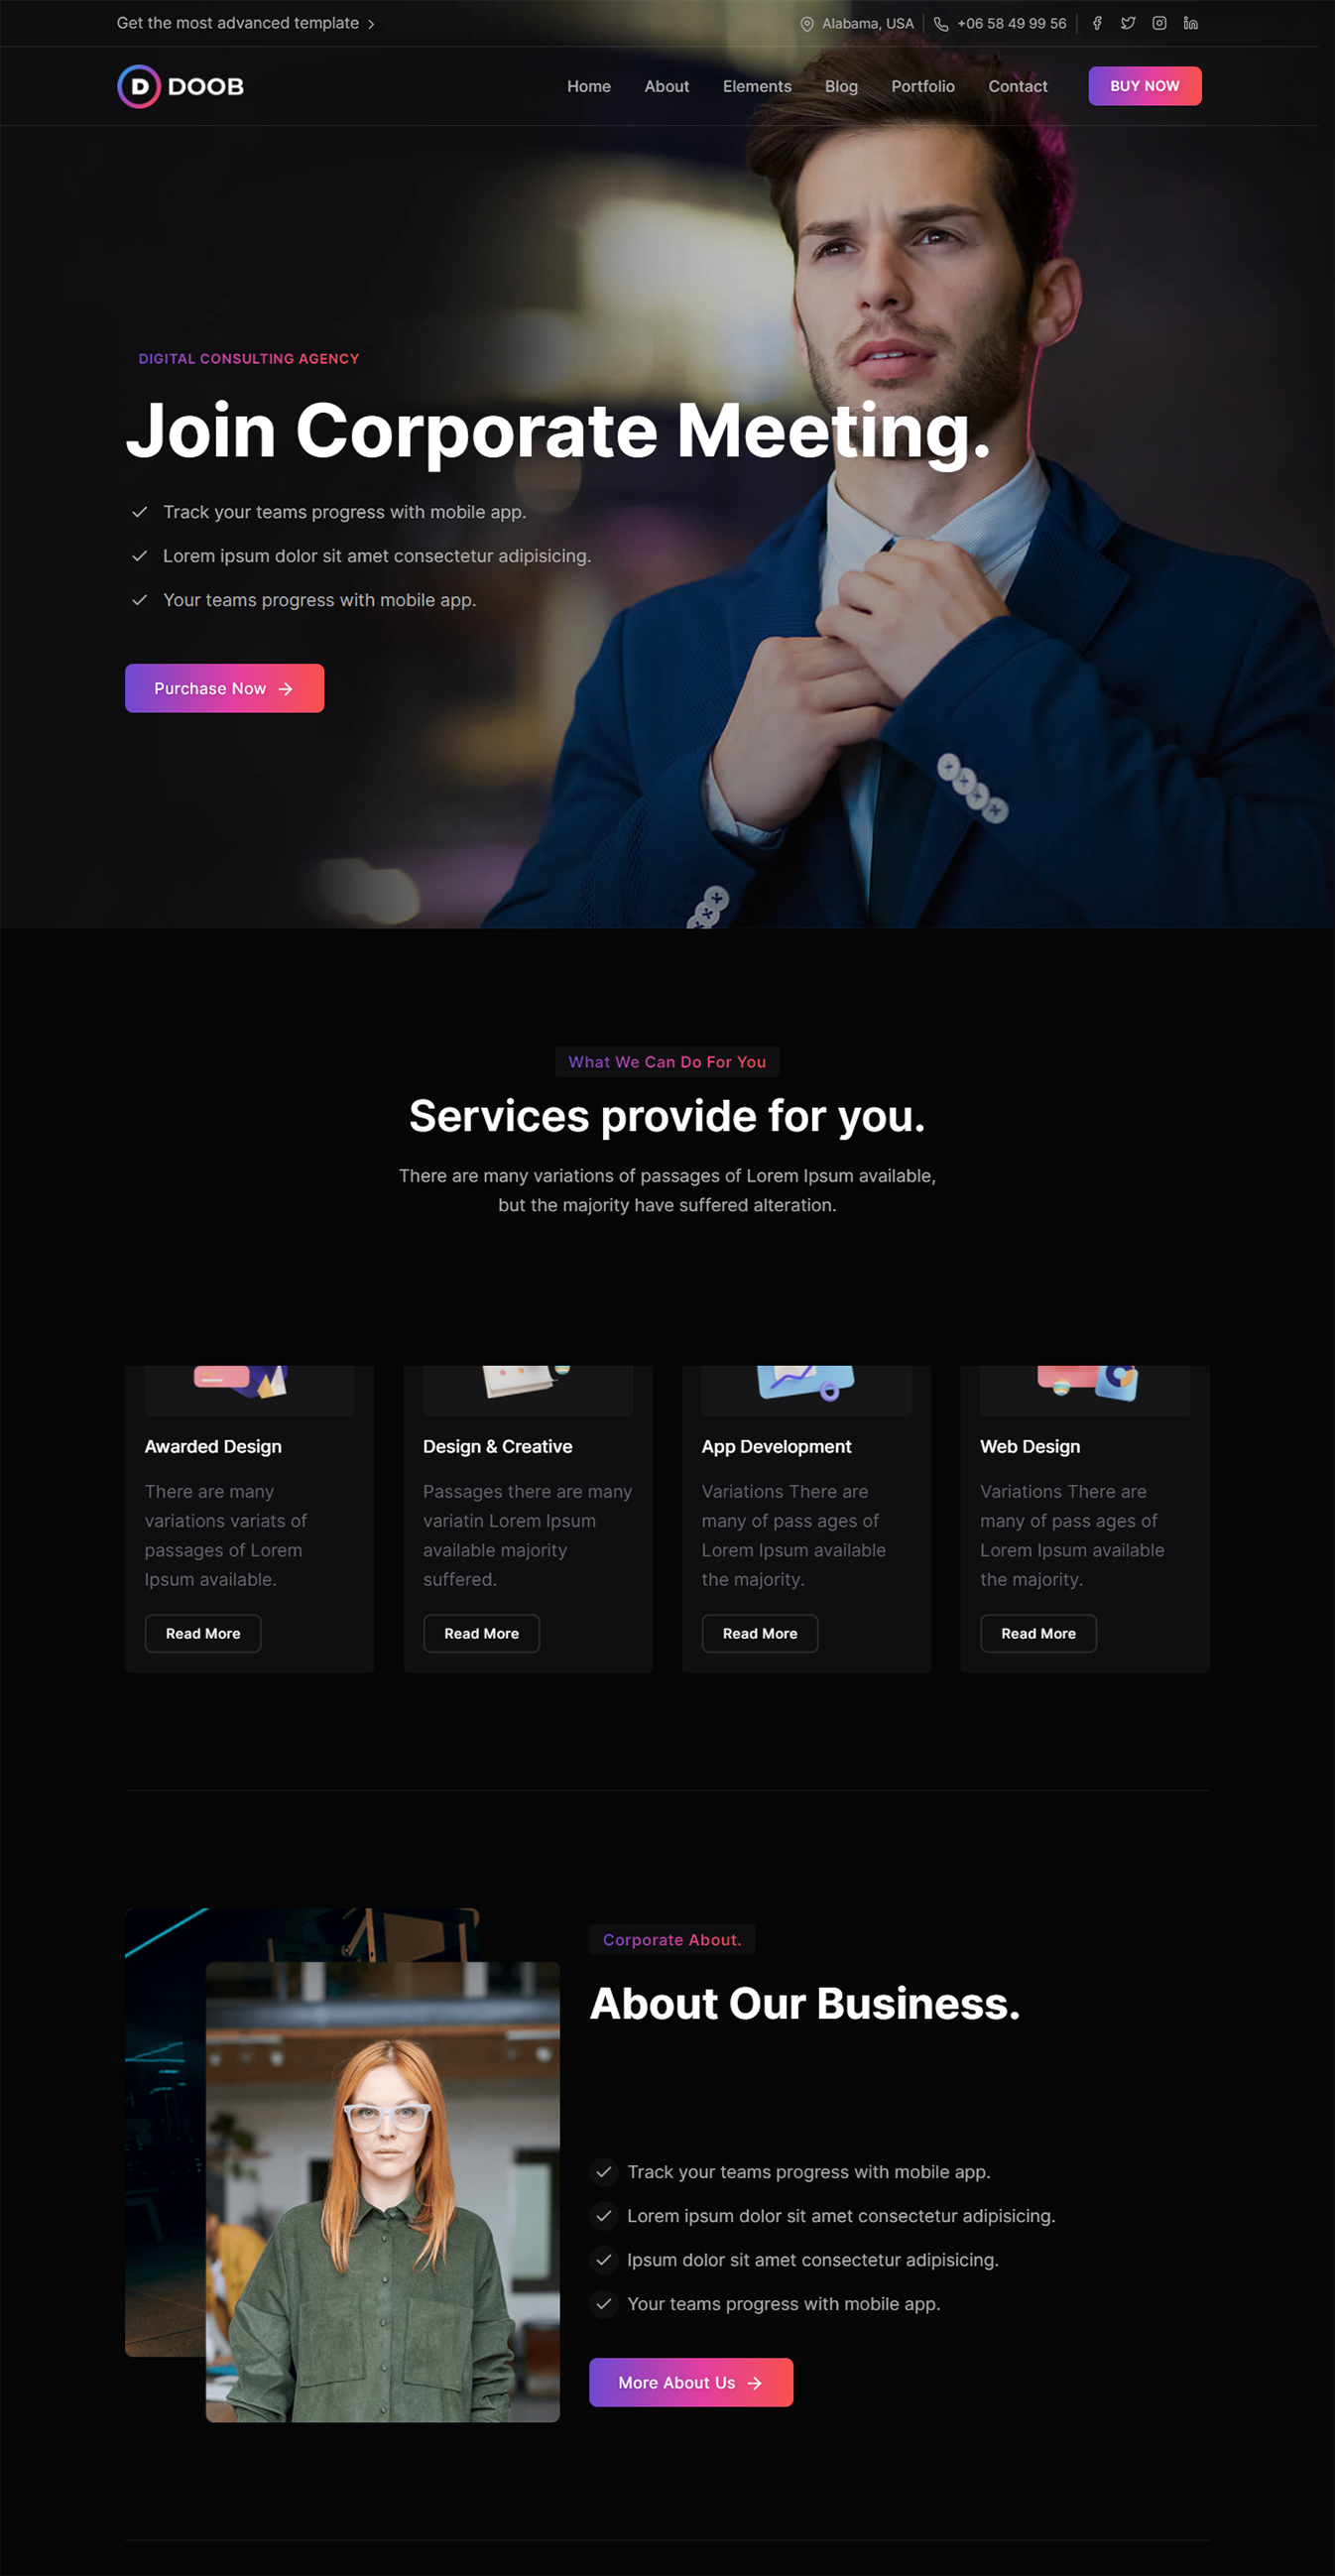 Get the most advanced template
Alabama, USA
+06 58 49 99 56
D DOOB
Home About Elements Blog Portfolio Contact BUY NOW
DIGITAL CONSULTING AGENCY
Join Corporate Meeting.
Track your teams progress with mobile app.
Lorem ipsum dolor sit amet consectetur adipisicing.
Your teams progress with mobile app.
Purchase Now
What We Can Do For You
Services provide for you.
There are many variations of passages of Lorem Ipsum available,
but the majority have suffered alteration.
Awarded Design
There are many
variations variats of
passages of Lorem
Ipsum available.
Read More
Design & Creative
Passages there are many
variatin Lorem Ipsum
available majority
suffered.
Read More
App Development
Variations There are
many of pass ages of
Lorem Ipsum available
the majority.
Read More
Web Design
Variations There are
many of pass ages of
Lorem Ipsum available
the majority.
Read More
Corporate About.
About Our Business.
Track your teams progress with mobile app.
Lorem ipsum dolor sit amet consectetur adipisicing.
Ipsum dolor sit amet consectetur adipisicing.
Your teams progress with mobile app.
More About Us